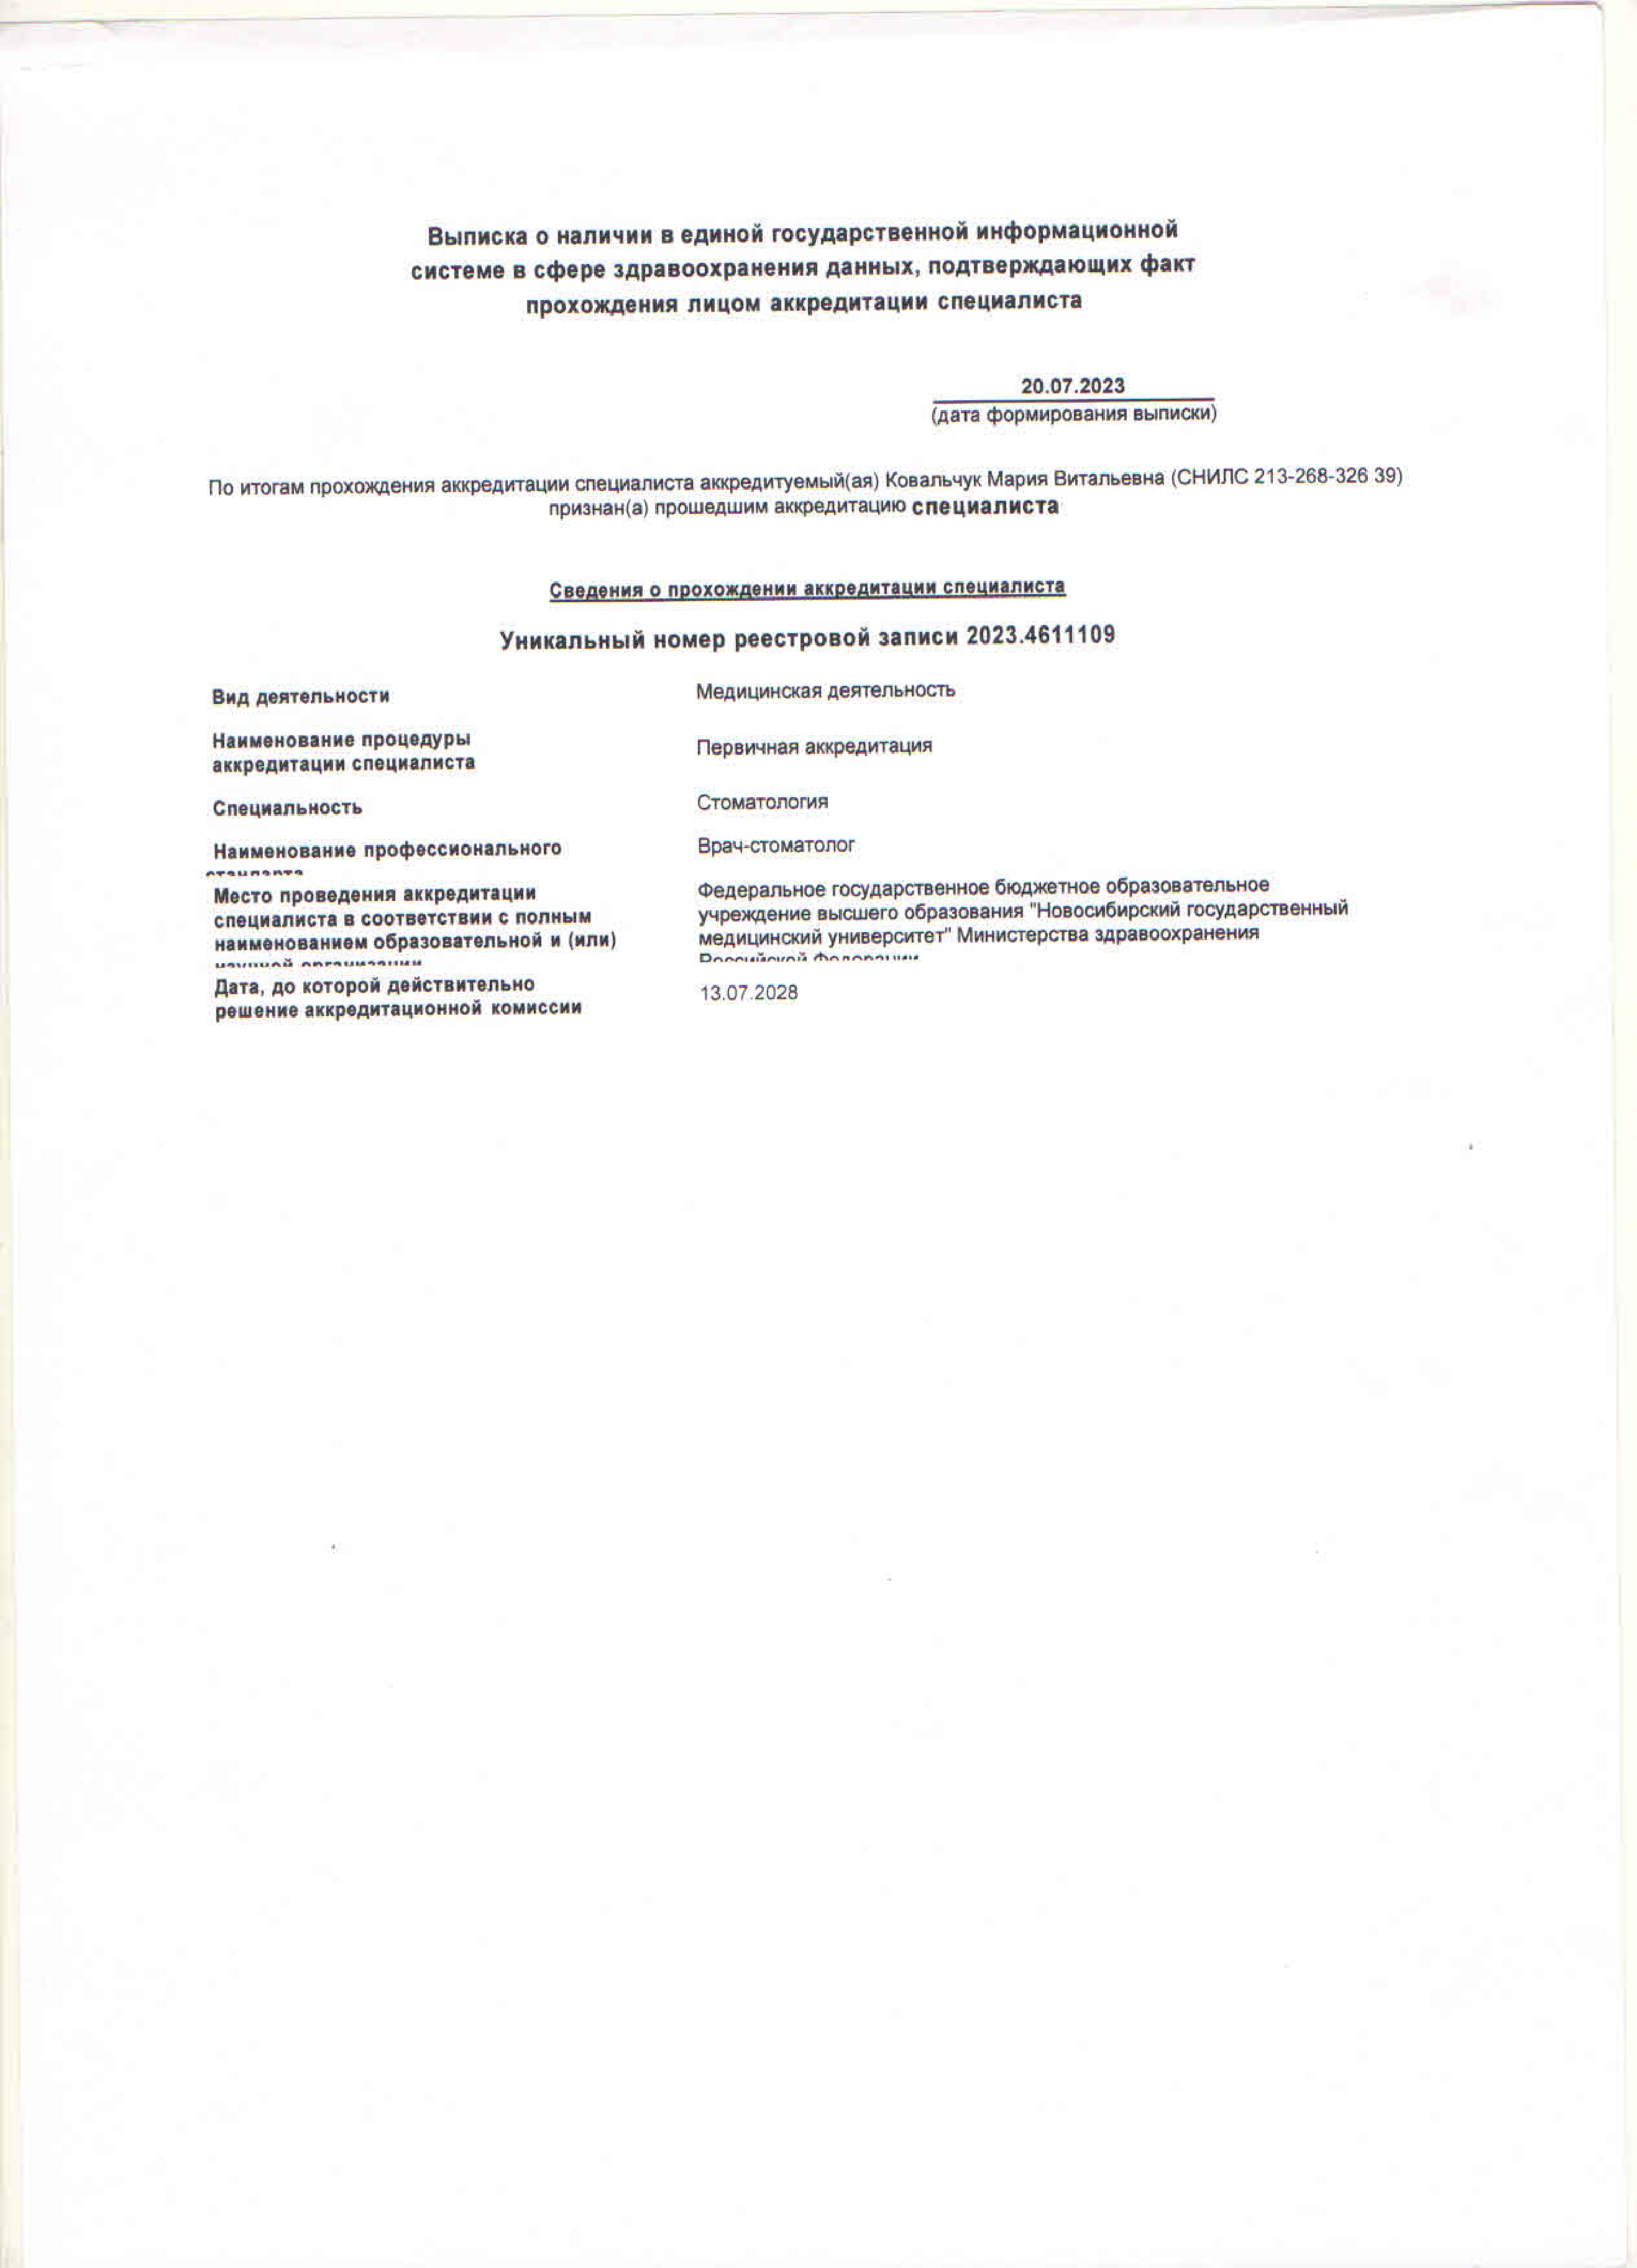 Выписка о наличии в единой государственной информационной
системе в сфере здравоохранения данных, подтверждающих факт
прохождения лицом аккредитации специалиста
20.07.2023
(дата формирования выписки)
По итогам прохождения аккредитации специалиста аккредитуемый(ая) Ковальчук Мария Витальевна (СНИЛС 213-268-326 39)
признан(а) прошедшим аккредитацию специалиста
Сведения о прохождении аккредитации специалиста
Уникальный номер реестровой записи 2023.4611109
Вид деятельности
Медицинская деятельность
Наименование процедуры
аккредитации специалиста
Первичная аккредитация
Специальность
Стоматология
Наименование профессионального
Врач-стоматолог
Место проведения аккредитации
специалиста в соответствии с полным
наименованием образовательной и (или)
Федеральное государственное бюджетное образовательное
учреждение высшего образования "Новосибирский государственный
медицинский университет" Министерства здравоохранения
Российской Федерации
Дата, до которой действительно
решение аккредитационной комиссии
13.07.2028